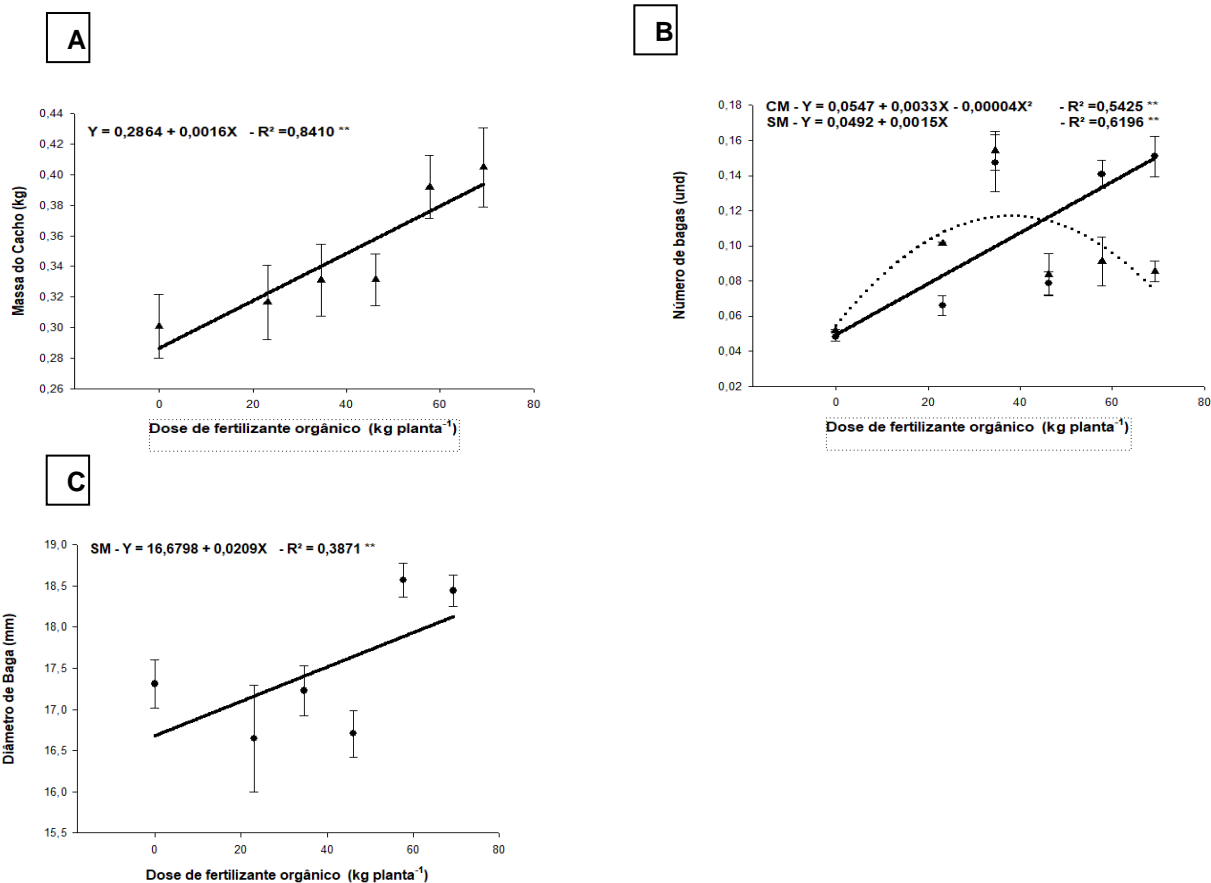 A
Y = 0,2864 + 0,0016X - R² =0,8410 **
Massa do Cacho (kg)
0,44
0,42
0,40
0,38
0,36
0,34
0,32
0,30
0,28
0,26
0 20 40 60 80
Dose de fertilizante orgânico (kg planta⁻¹)
B
CM - Y = 0,0547 + 0,0033X - 0,00004X² - R² =0,5425 **
SM - Y = 0,0492 + 0,0015X - R² =0,6196 **
Número de bagas (und)
0,18
0,16
0,14
0,12
0,10
0,08
0,06
0,04
0,02
0 20 40 60 80
Dose de fertilizante orgânico (kg planta⁻¹)
C
SM - Y = 16,6798 + 0,0209X - R² = 0,3871 **
Diâmetro de Baga (mm)
19,0
18,5
18,0
17,5
17,0
16,5
16,0
15,5
0 20 40 60 80
Dose de fertilizante orgânico (kg planta⁻¹)